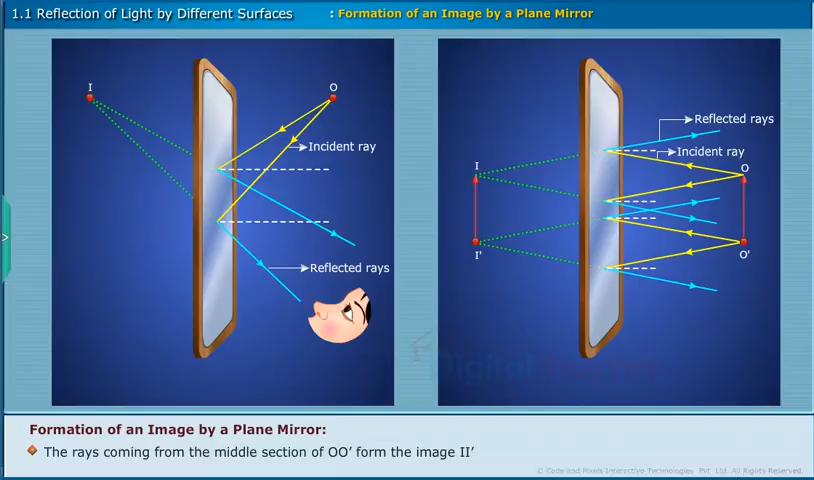 1.1 Reflection of Light by Different Surfaces : Formation of an Image by a Plane Mirror
I
O
Incident ray
Reflected rays
Reflected rays
Incident ray
I
O
I'
O'
Digital
Formation of an Image by a Plane Mirror:
The rays coming from the middle section of OO' form the image II'
© Code and Pixels Interactive Technologies Pvt. Ltd. All Rights Reserved.